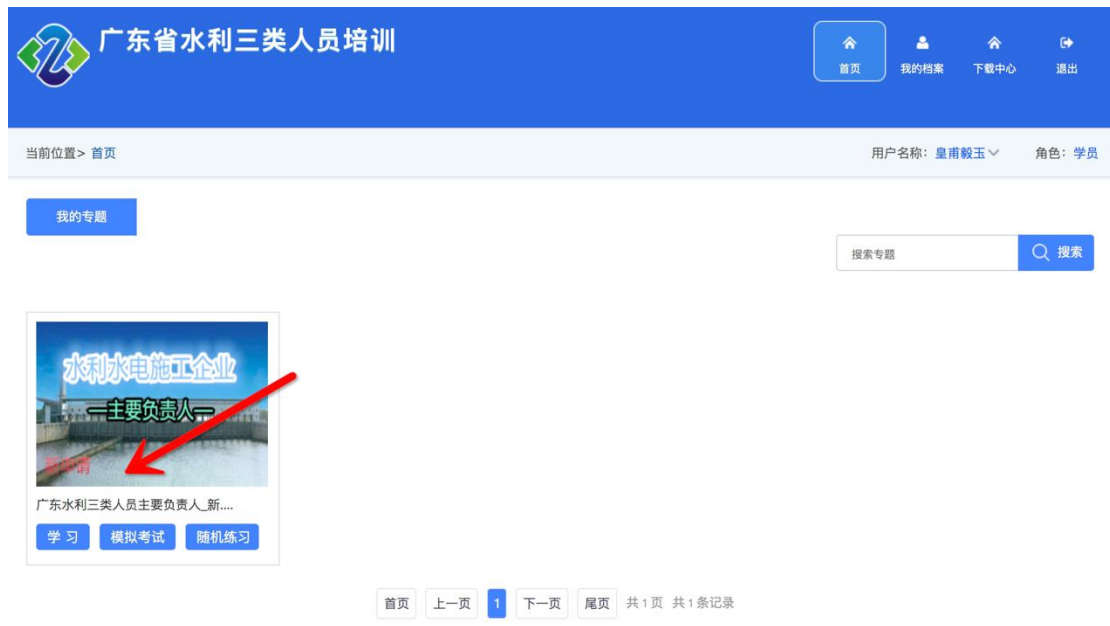 广东省水利三类人员培训
首页 我的档案 下载中心 退出
当前位置> 首页
用户名称：皇甫毅玉 角色：学员
我的专题
搜索专题 搜索
水利水电施工企业
—主要负责人—
新申请
广东水利三类人员主要负责人_新....
学 习 模拟考试 随机练习
首页 上一页 1 下一页 尾页 共1页 共1条记录